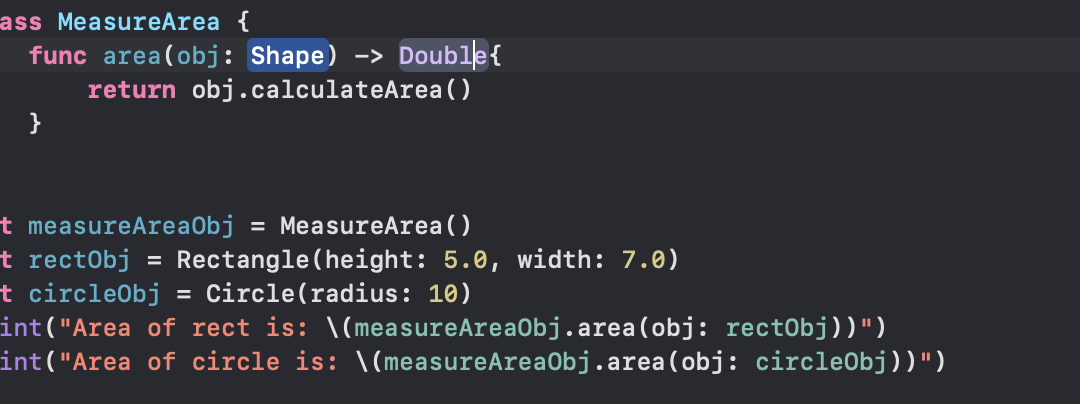 ass MeasureArea {
func area(obj: Shape) -> Double{
return obj.calculateArea()
}
t measureAreaObj = MeasureArea()
t rectObj = Rectangle(height: 5.0, width: 7.0)
t circleObj = Circle(radius: 10)
int("Area of rect is: \(measureAreaObj.area(obj: rectObj))")
int("Area of circle is: \(measureAreaObj.area(obj: circleObj))")